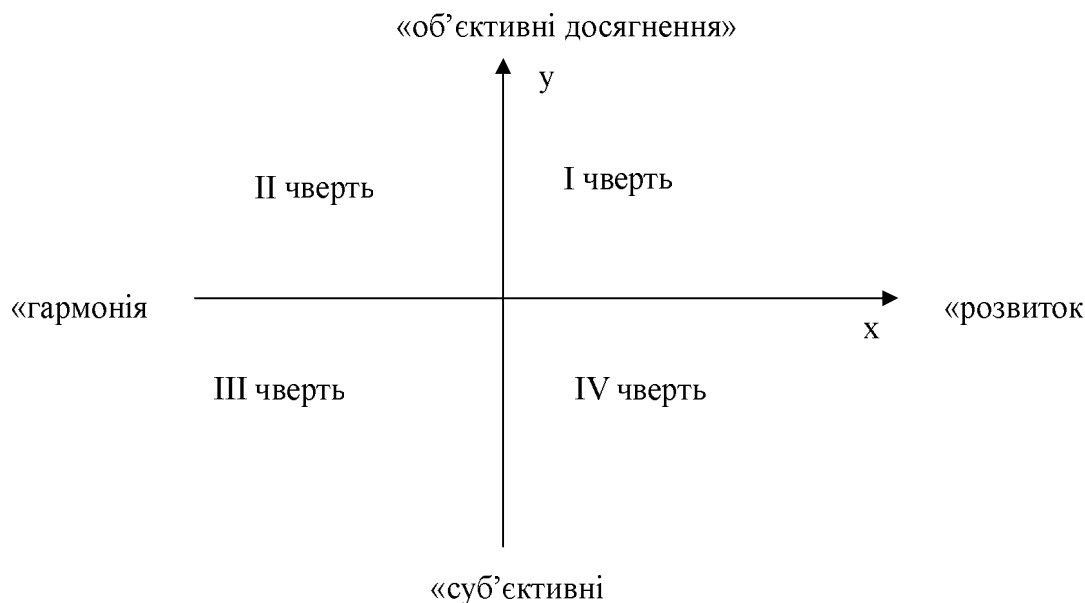 «об’єктивні досягнення»
y
II чверть
I чверть
«гармонія
«розвиток
x
III чверть
IV чверть
«суб’єктивні